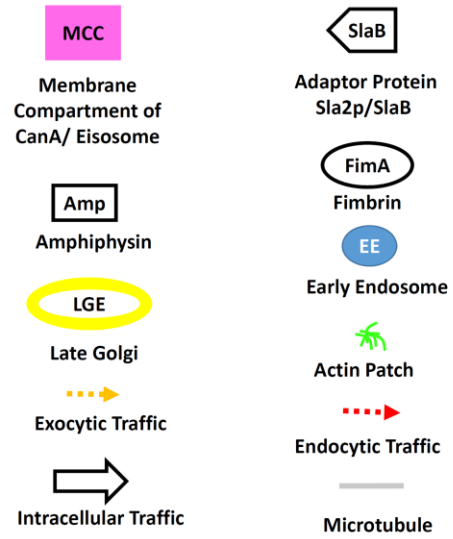 MCC
Membrane
Compartment of
CanA/ Eisosome
Amp
Amphiphysin
LGE
Late Golgi
Exocytic Traffic
Intracellular Traffic
SlaB
Adaptor Protein
Sla2p/SlaB
FimA
Fimbrin
EE
Early Endosome
Actin Patch
Endocytic Traffic
Microtubule